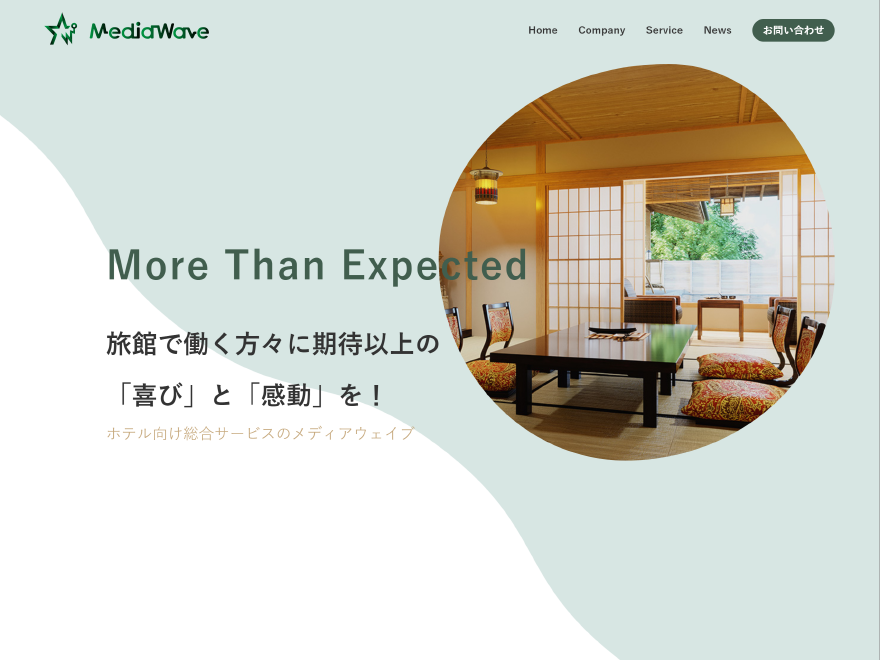 MediaWave
Home Company Service News お問い合わせ
More Than Expected
旅館で働く方々に期待以上の
「喜び」と「感動」を！
ホテル向け総合サービスのメディアウェイブ